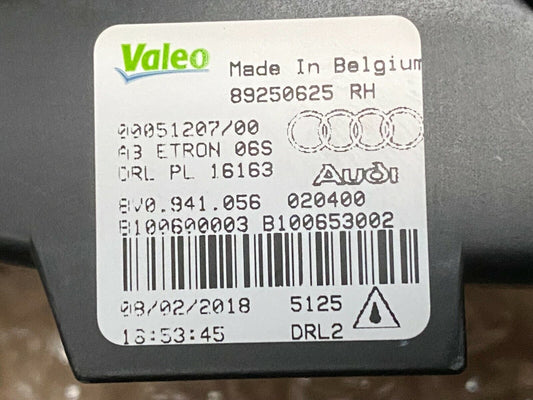 Valeo
Made In Belgium
89250625 RH
00051207/00
A3 ETRON 06S
DRL PL 16163
Audi
8V0.941.056 020400
B100600003 B100653002
08/02/2018 5125
16:53:45 DRL2